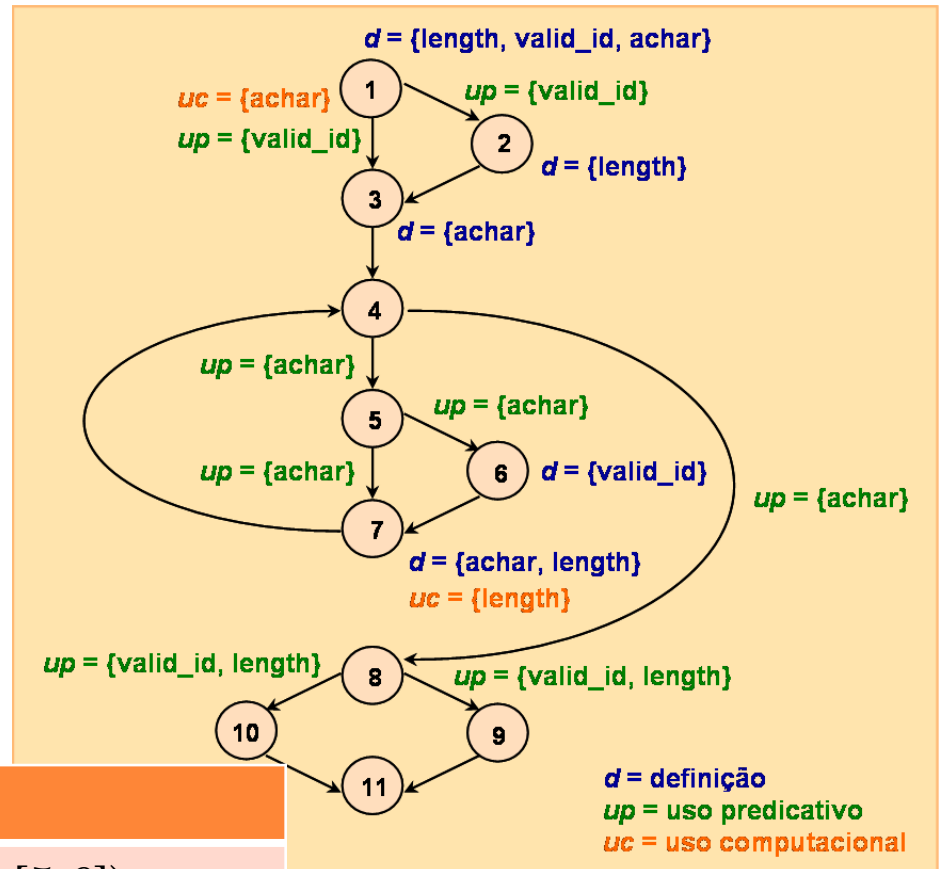 d = {length, valid_id, achar}
1
uc = {achar}
up = {valid_id}
up = {valid_id}
2
d = {length}
3
d = {achar}
4
up = {achar}
5
up = {achar}
up = {achar}
6
d = {valid_id}
up = {achar}
7
d = {achar, length}
uc = {length}
up = {valid_id, length}
8
up = {valid_id, length}
10
9
11
d = definição
up = uso predicativo
uc = uso computacional